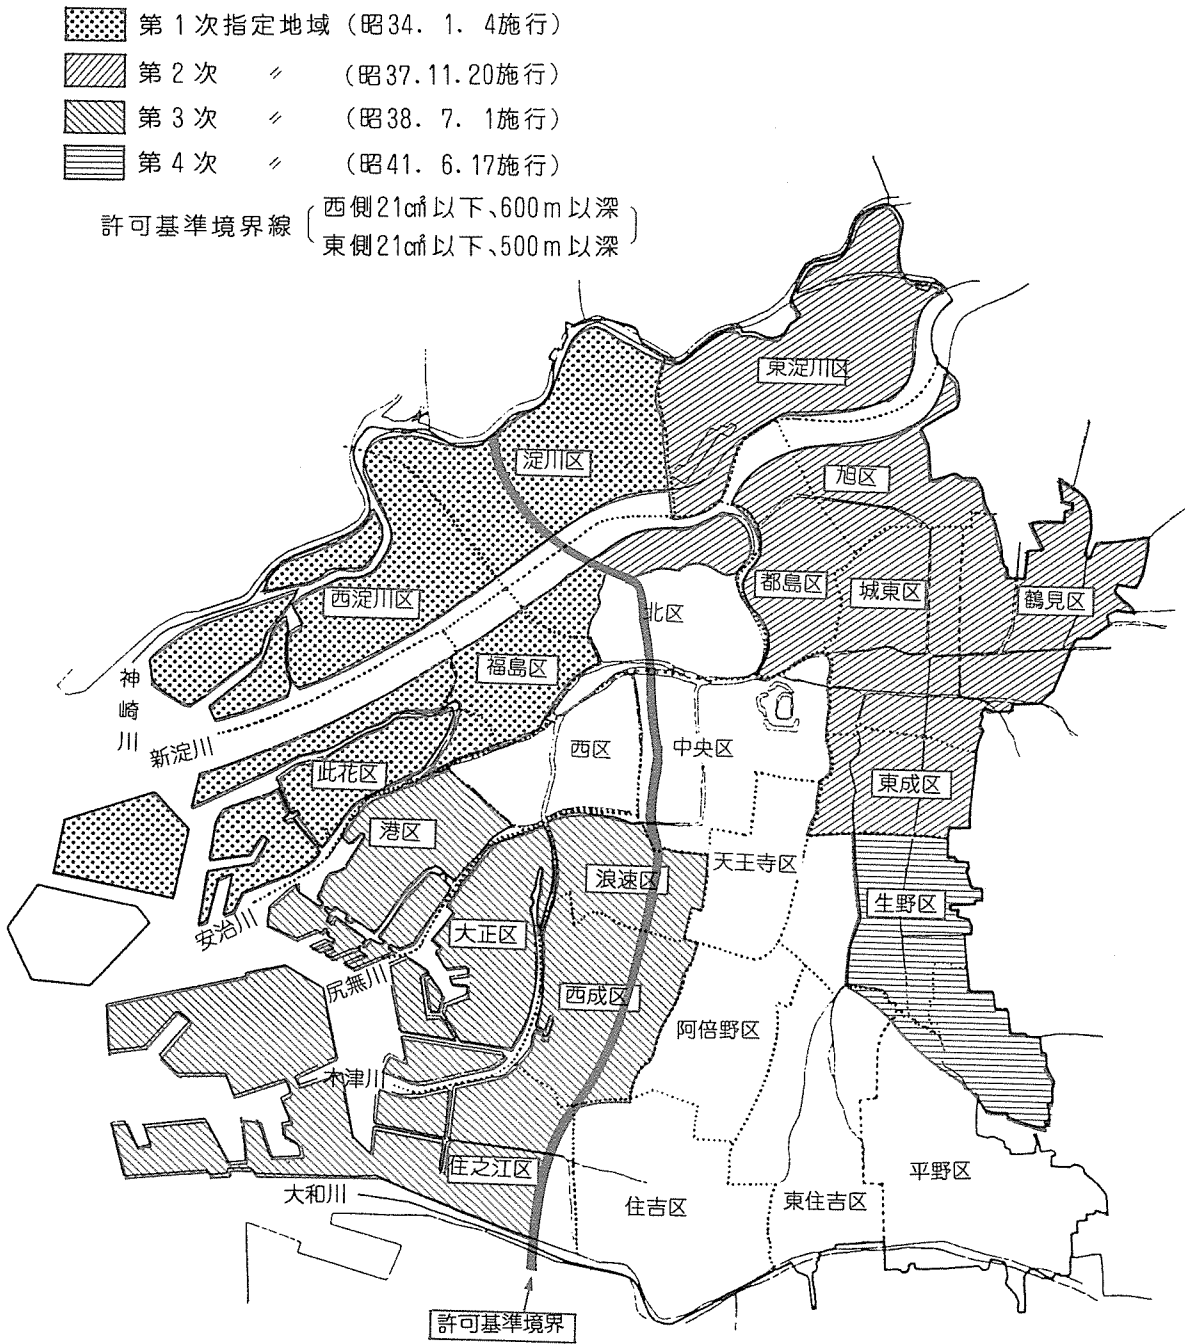 第1次指定地域 (昭34. 1. 4施行)
第2次 〃 (昭37.11.20施行)
第3次 〃 (昭38. 7. 1施行)
第4次 〃 (昭41. 6.17施行)
許可基準境界線
西側21㎠以下、600m以深
東側21㎠以下、500m以深
東淀川区
淀川区
旭区
西淀川区
都島区
城東区
鶴見区
北区
福島区
神崎川
新淀川
西区
中央区
此花区
東成区
港区
天王寺区
浪速区
生野区
安治川
大正区
尻無川
西成区
阿倍野区
木津川
住之江区
平野区
大和川
住吉区
東住吉区
許可基準境界